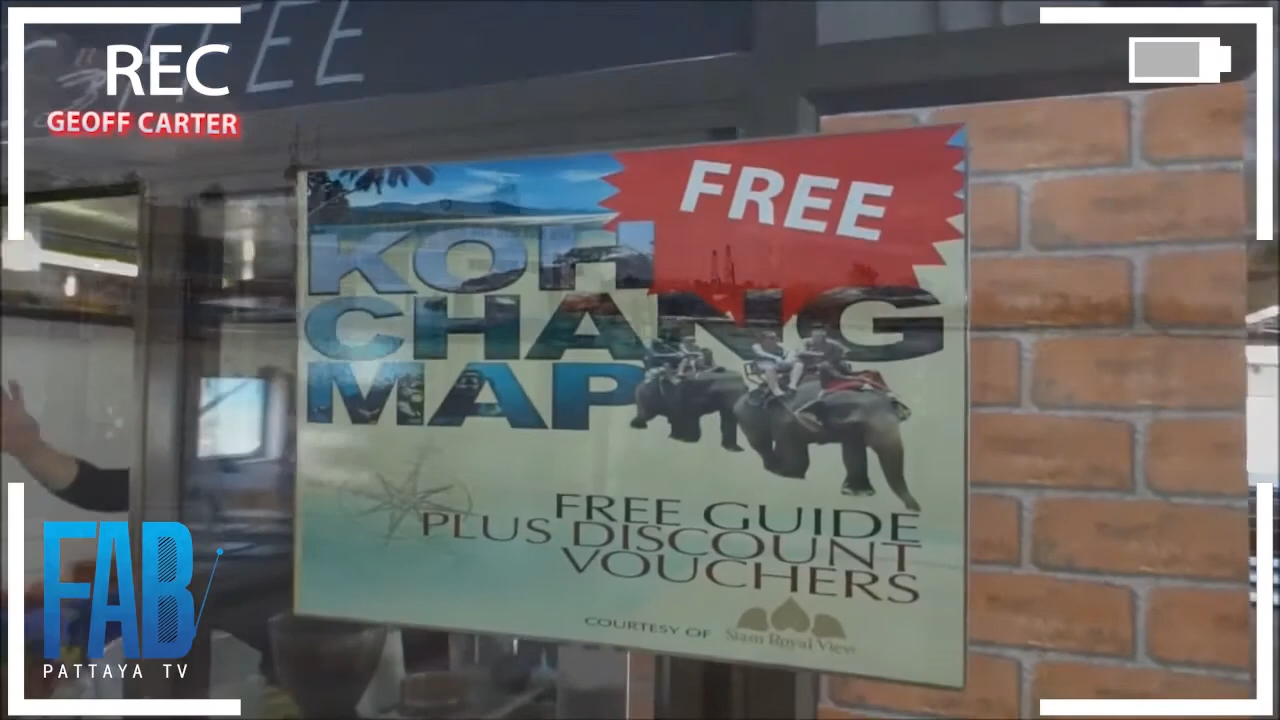 REC
GEOFF CARTER
FREE
KOH
CHANG
MAP
FREE GUIDE
PLUS DISCOUNT
VOUCHERS
COURTESY OF Siam Royal View
FAB
PATTAYA TV